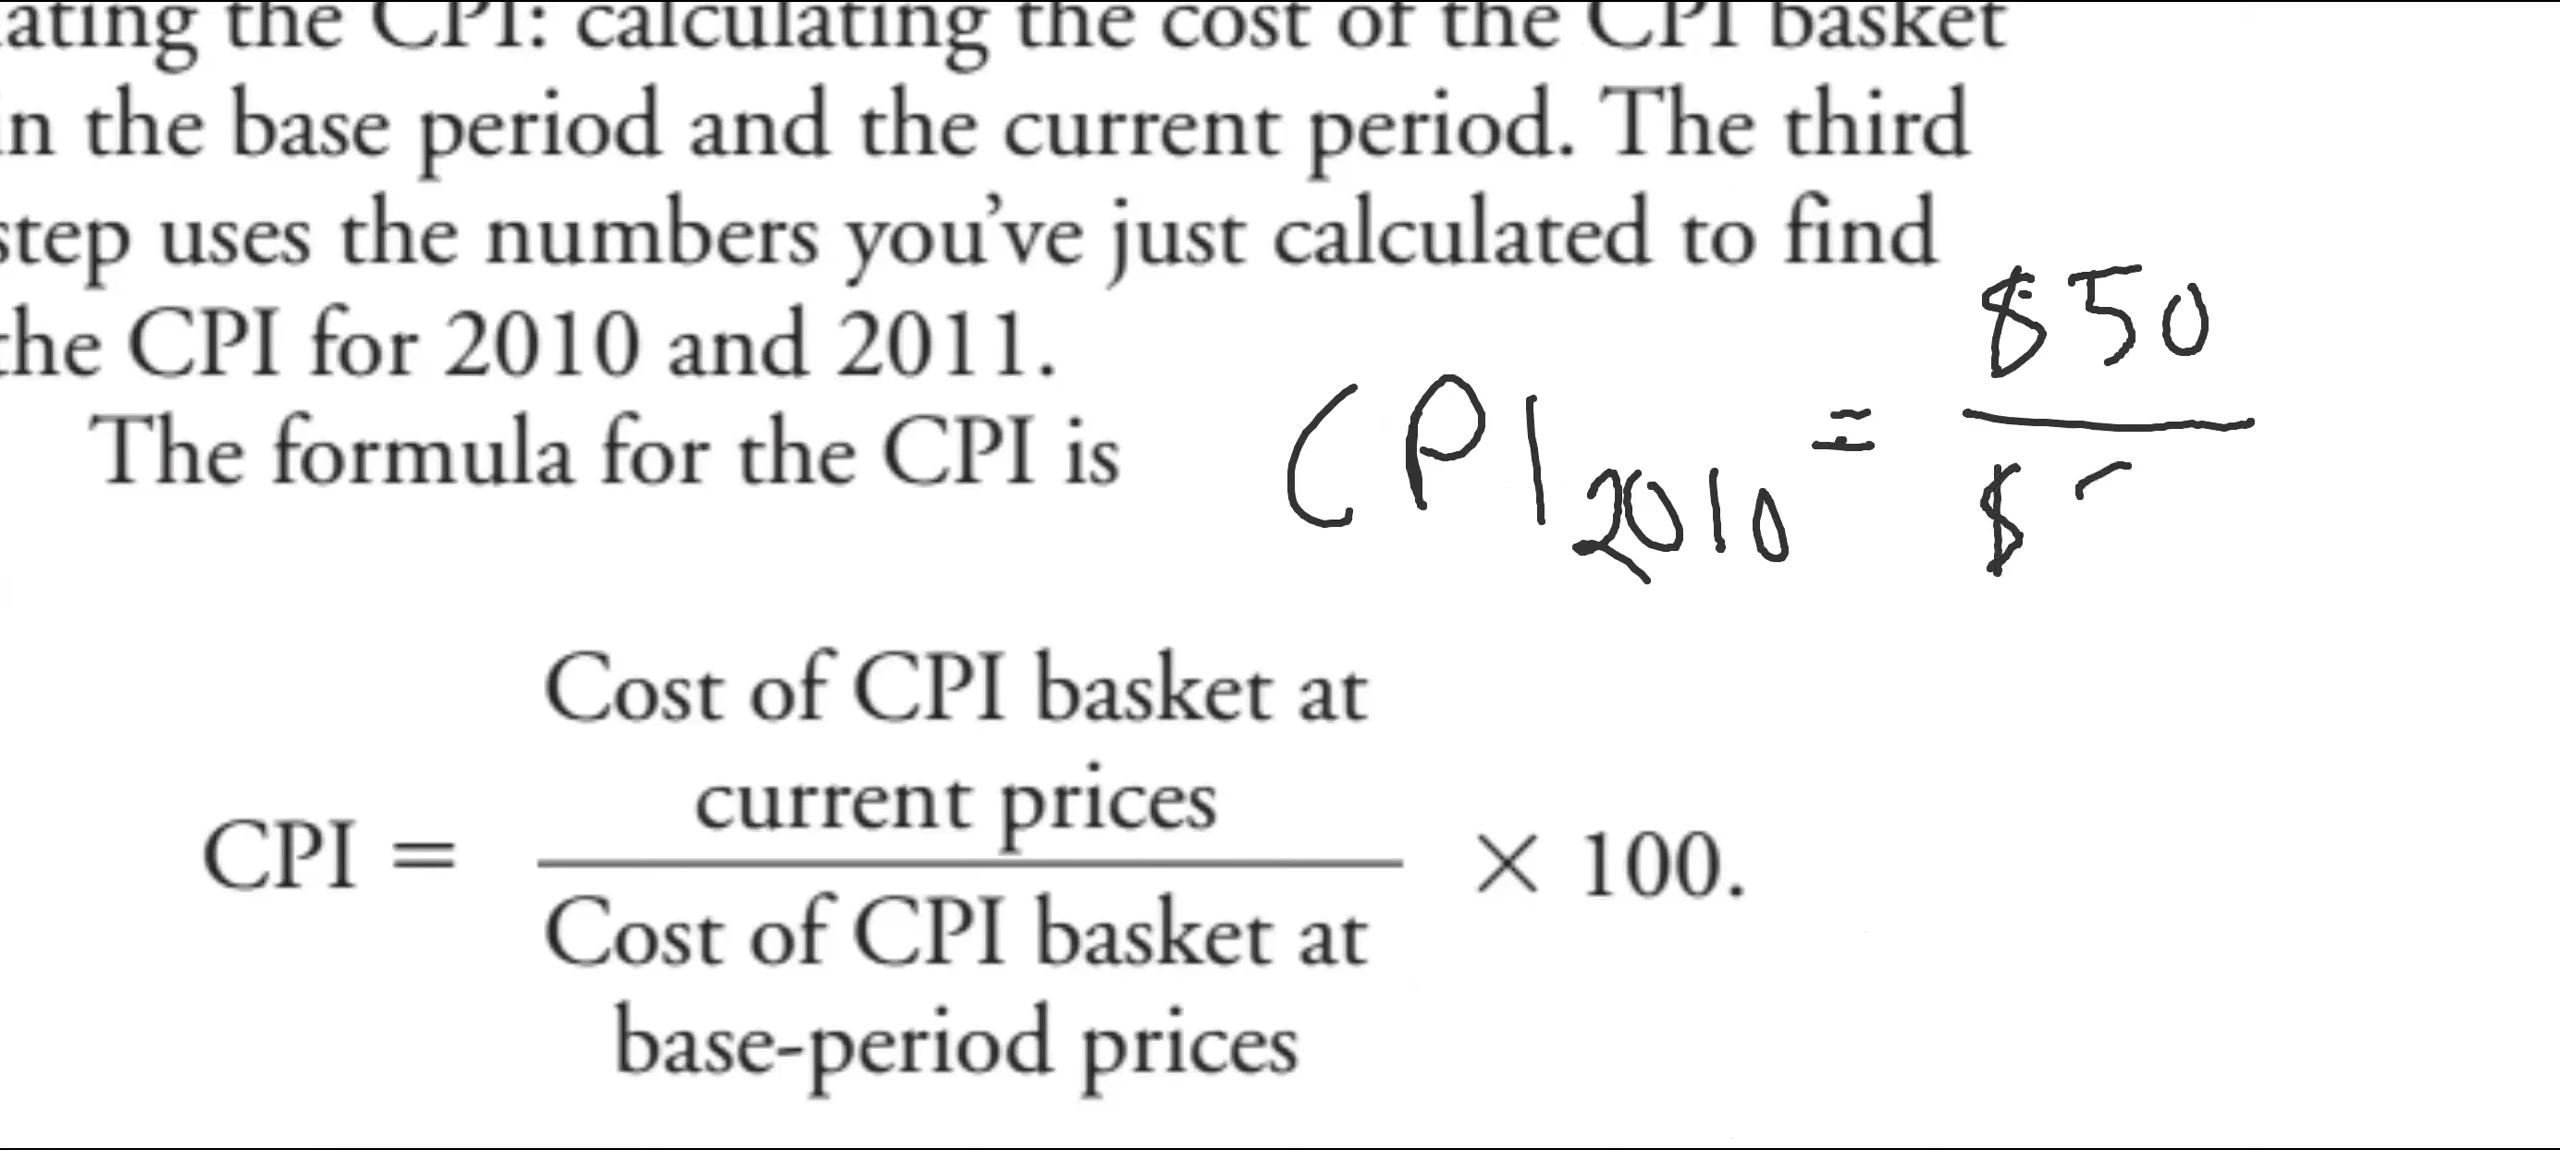 ating the CPI: calculating the cost of the CPI basket
in the base period and the current period. The third
step uses the numbers you've just calculated to find
the CPI for 2010 and 2011.
The formula for the CPI is
CPI2010 = $50
$
Cost of CPI basket at
current prices
CPI = × 100.
Cost of CPI basket at
base-period prices